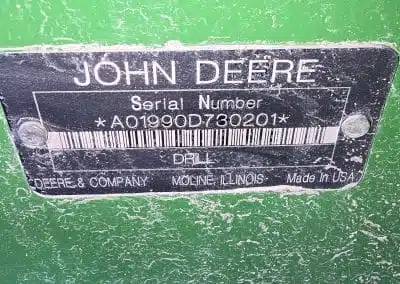 JOHN DEERE
Serial Number
*A01990D730201*
DRILL
DEERE & COMPANY MOLINE, ILLINOIS Made In USA